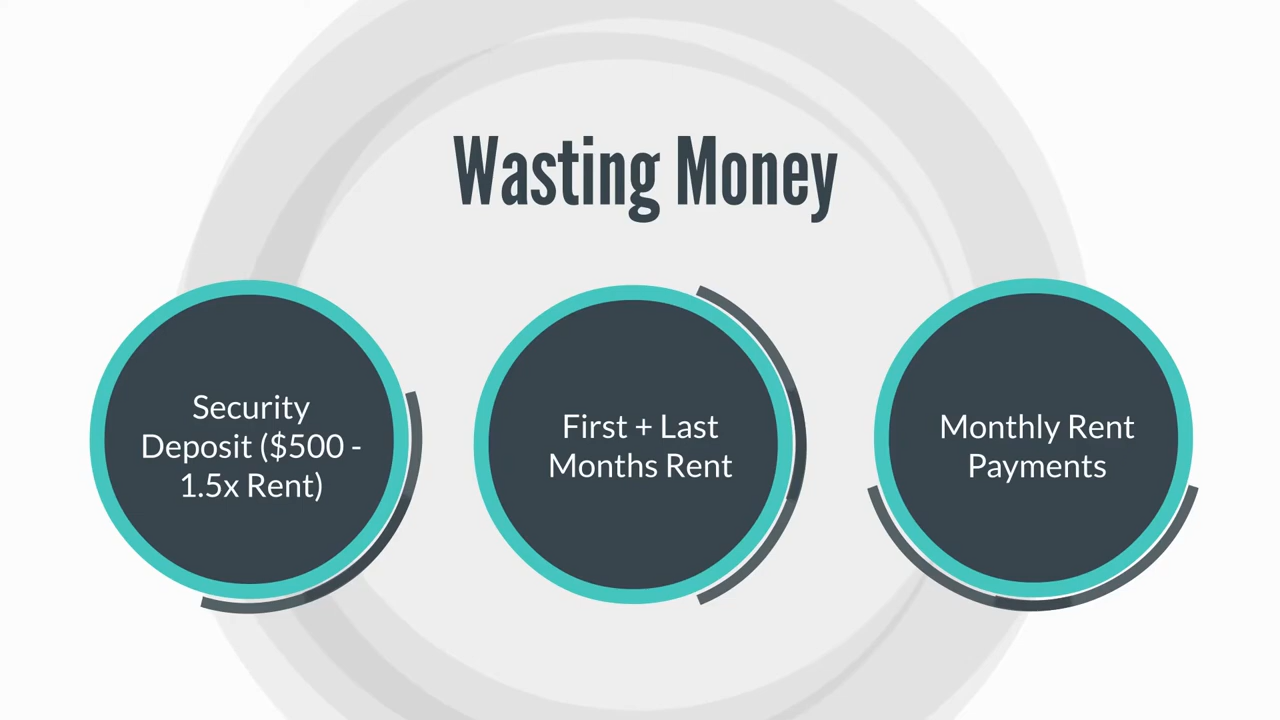 Wasting Money
Security
Deposit ($500 -
1.5x Rent)
First + Last
Months Rent
Monthly Rent
Payments